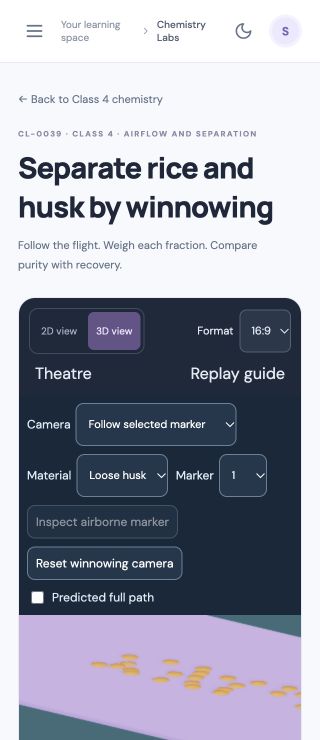 Your learning space
Chemistry Labs
S
← Back to Class 4 chemistry
CL-0039 · CLASS 4 · AIRFLOW AND SEPARATION
Separate rice and
husk by winnowing
Follow the flight. Weigh each fraction. Compare
purity with recovery.
2D view 3D view Format 16:9
Theatre Replay guide
Camera Follow selected marker
Material Loose husk Marker 1
Inspect airborne marker
Reset winnowing camera
Predicted full path